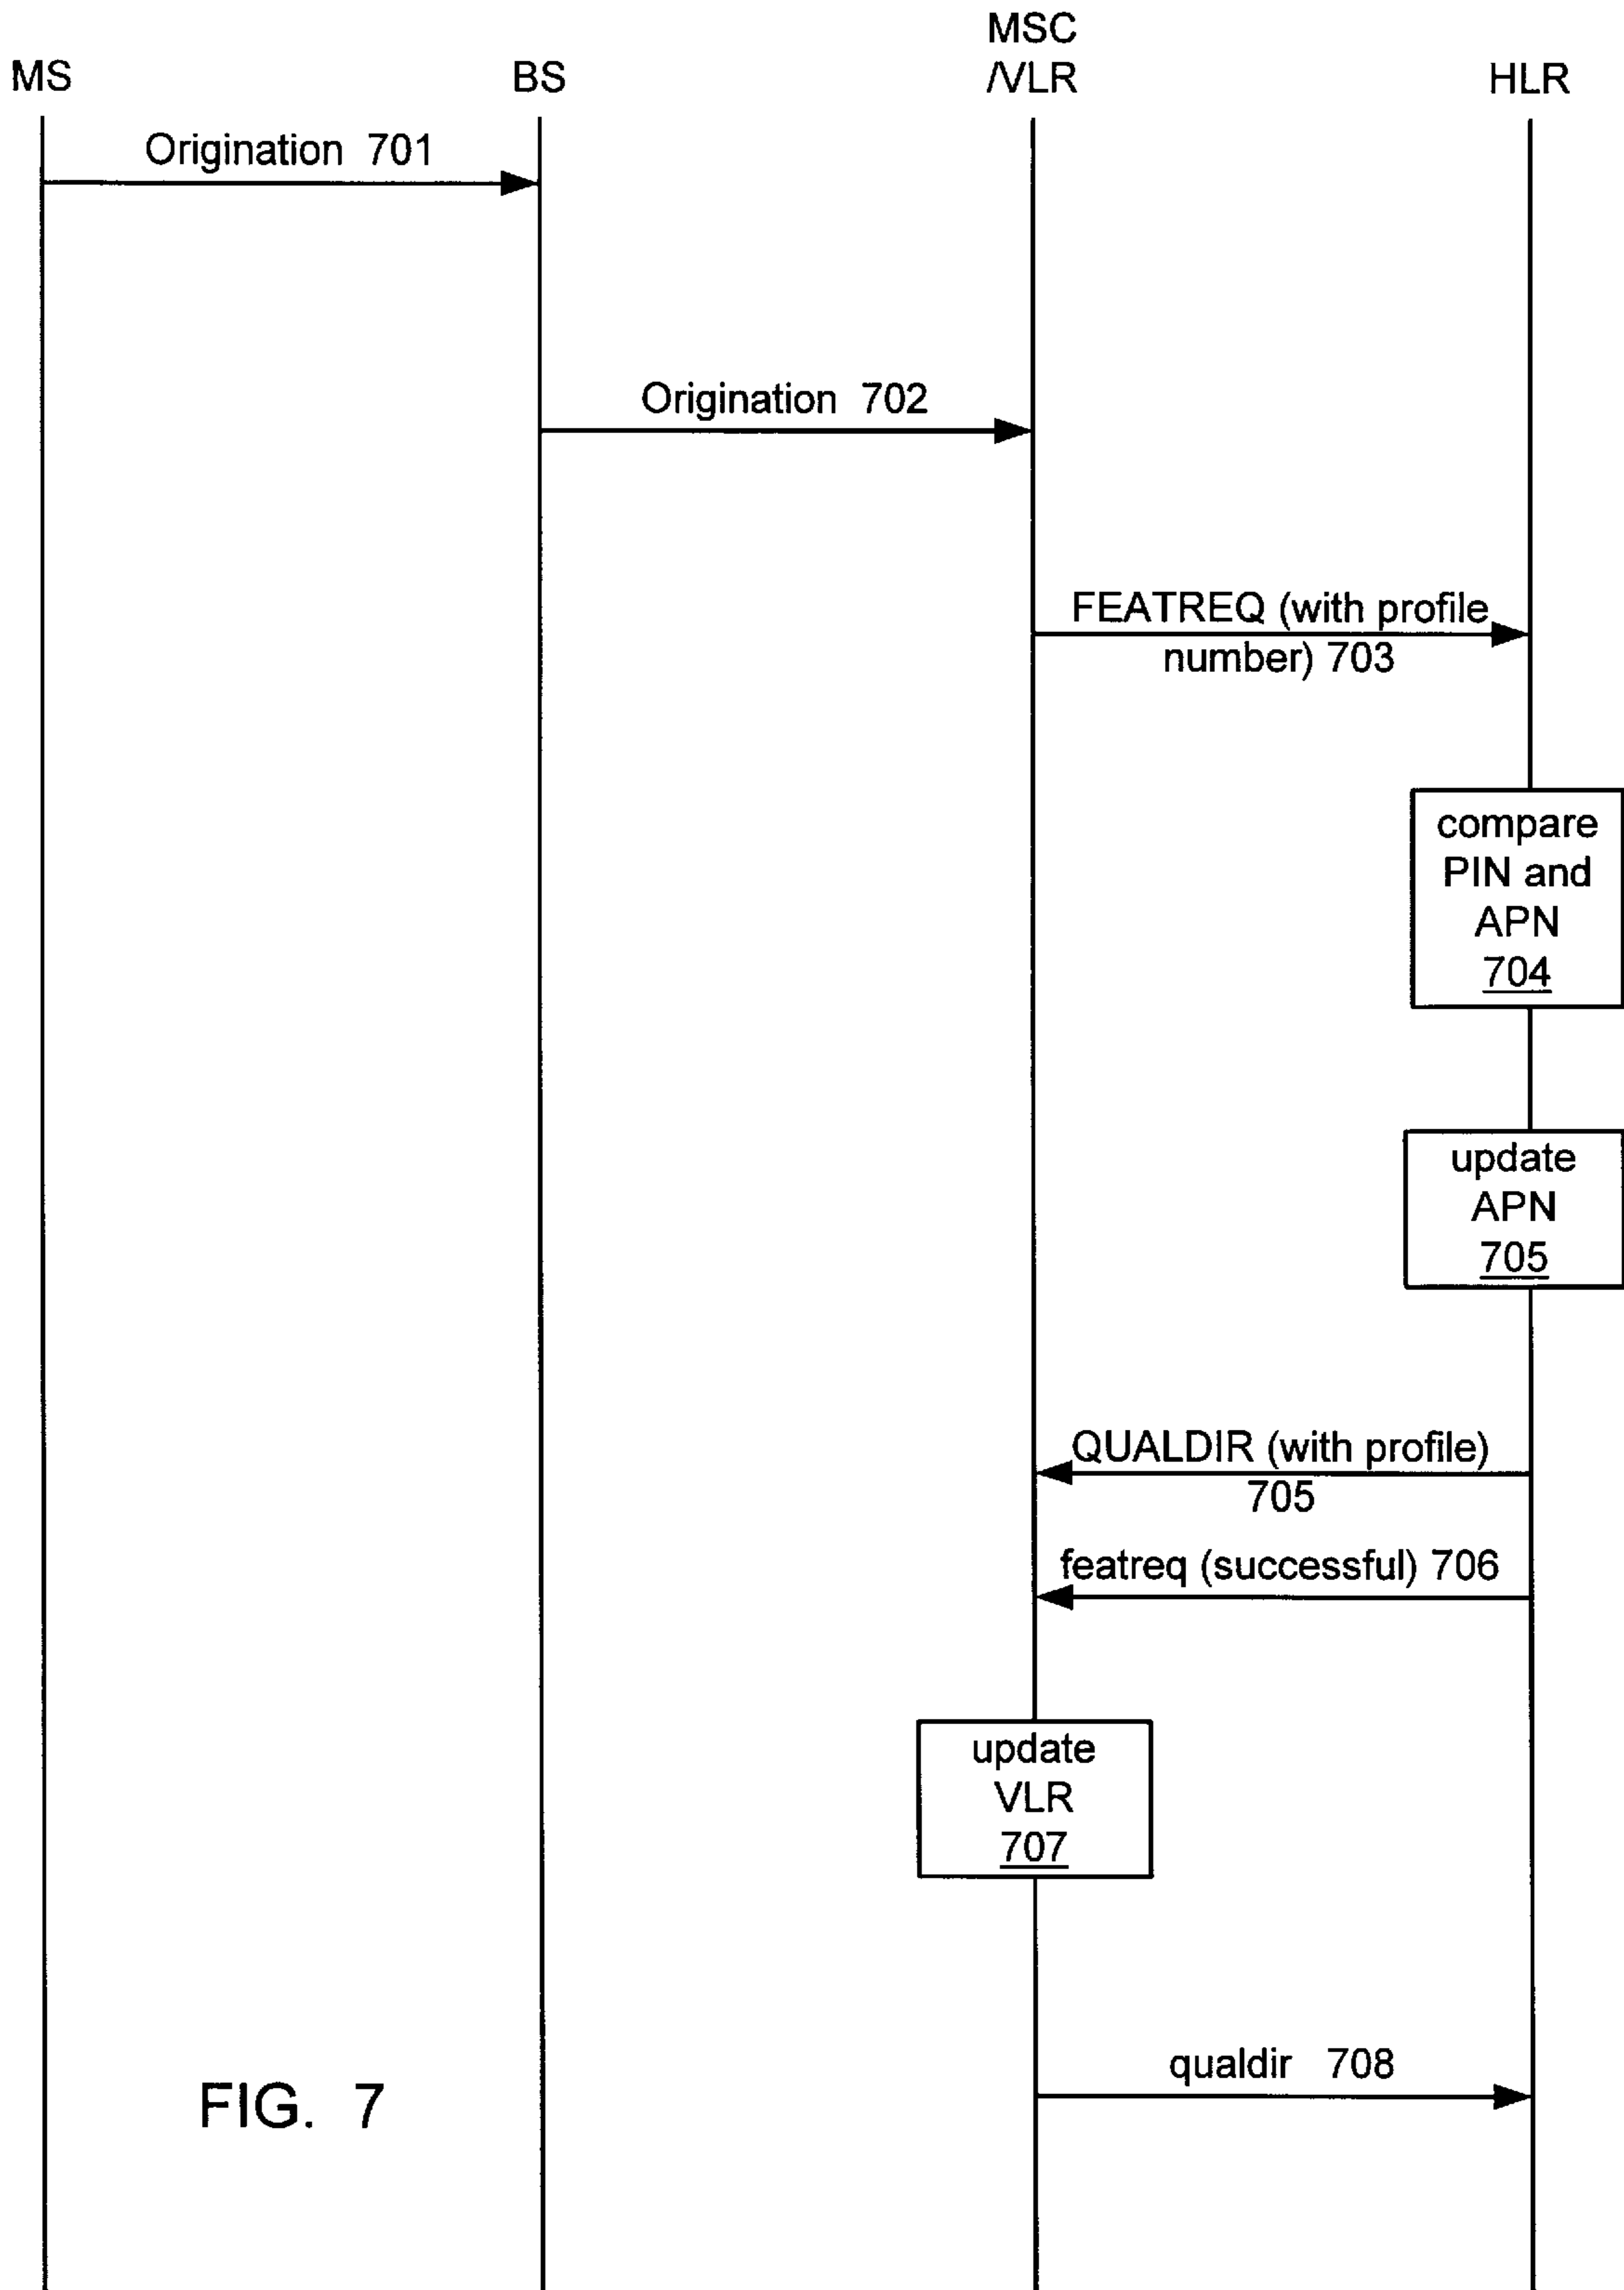 MS
BS
MSC
/VLR
HLR
Origination 701
Origination 702
FEATREQ (with profile
number) 703
compare
PIN and
APN
704
update
APN
705
QUALDIR (with profile)
705
featreq (successful) 706
update
VLR
707
qualdir 708
FIG. 7